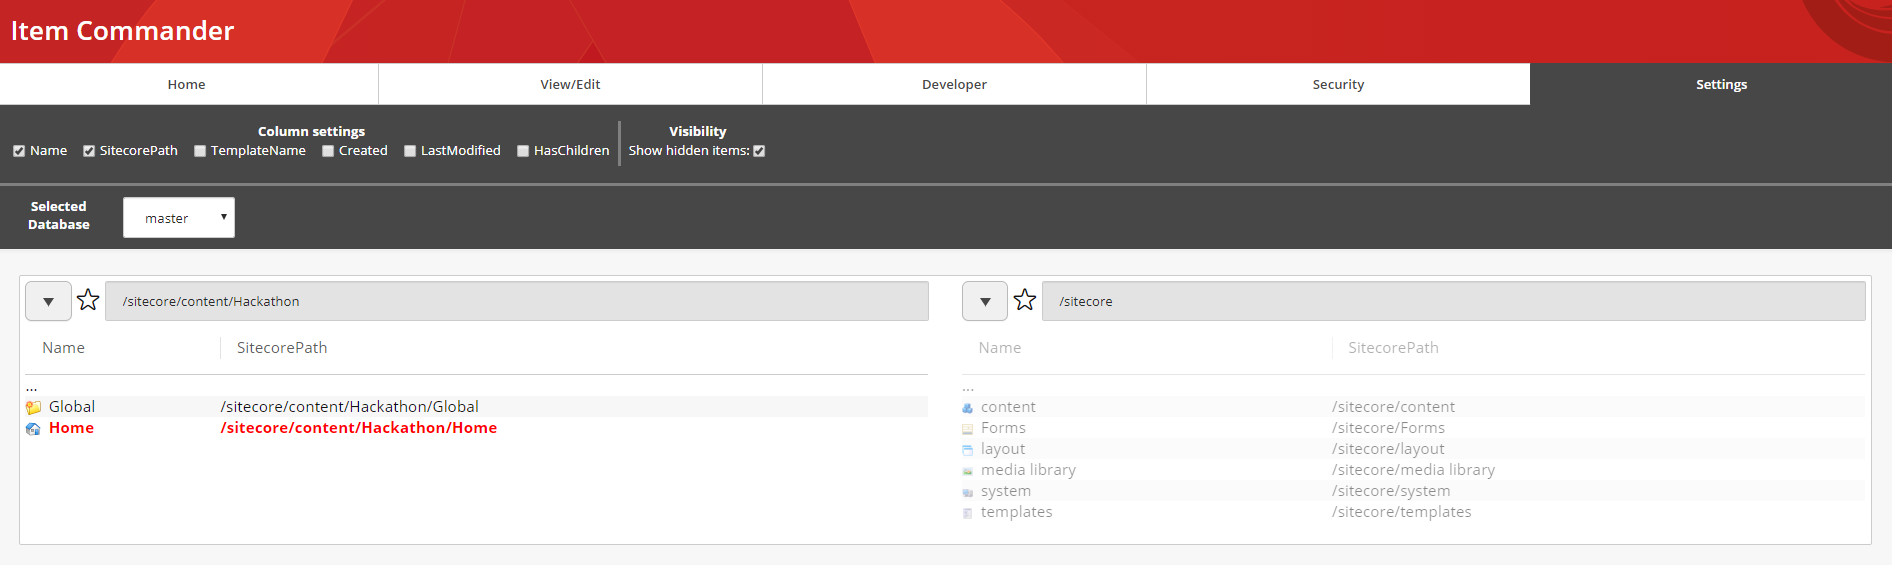 Item Commander
Home View/Edit Developer Security Settings
Column settings Visibility
Name SitecorePath TemplateName Created LastModified HasChildren Show hidden items:
Selected
Database
master
/sitecore/content/Hackathon
Name SitecorePath
...
Global /sitecore/content/Hackathon/Global
Home /sitecore/content/Hackathon/Home
/sitecore
Name SitecorePath
...
content /sitecore/content
Forms /sitecore/Forms
layout /sitecore/layout
media library /sitecore/media library
system /sitecore/system
templates /sitecore/templates